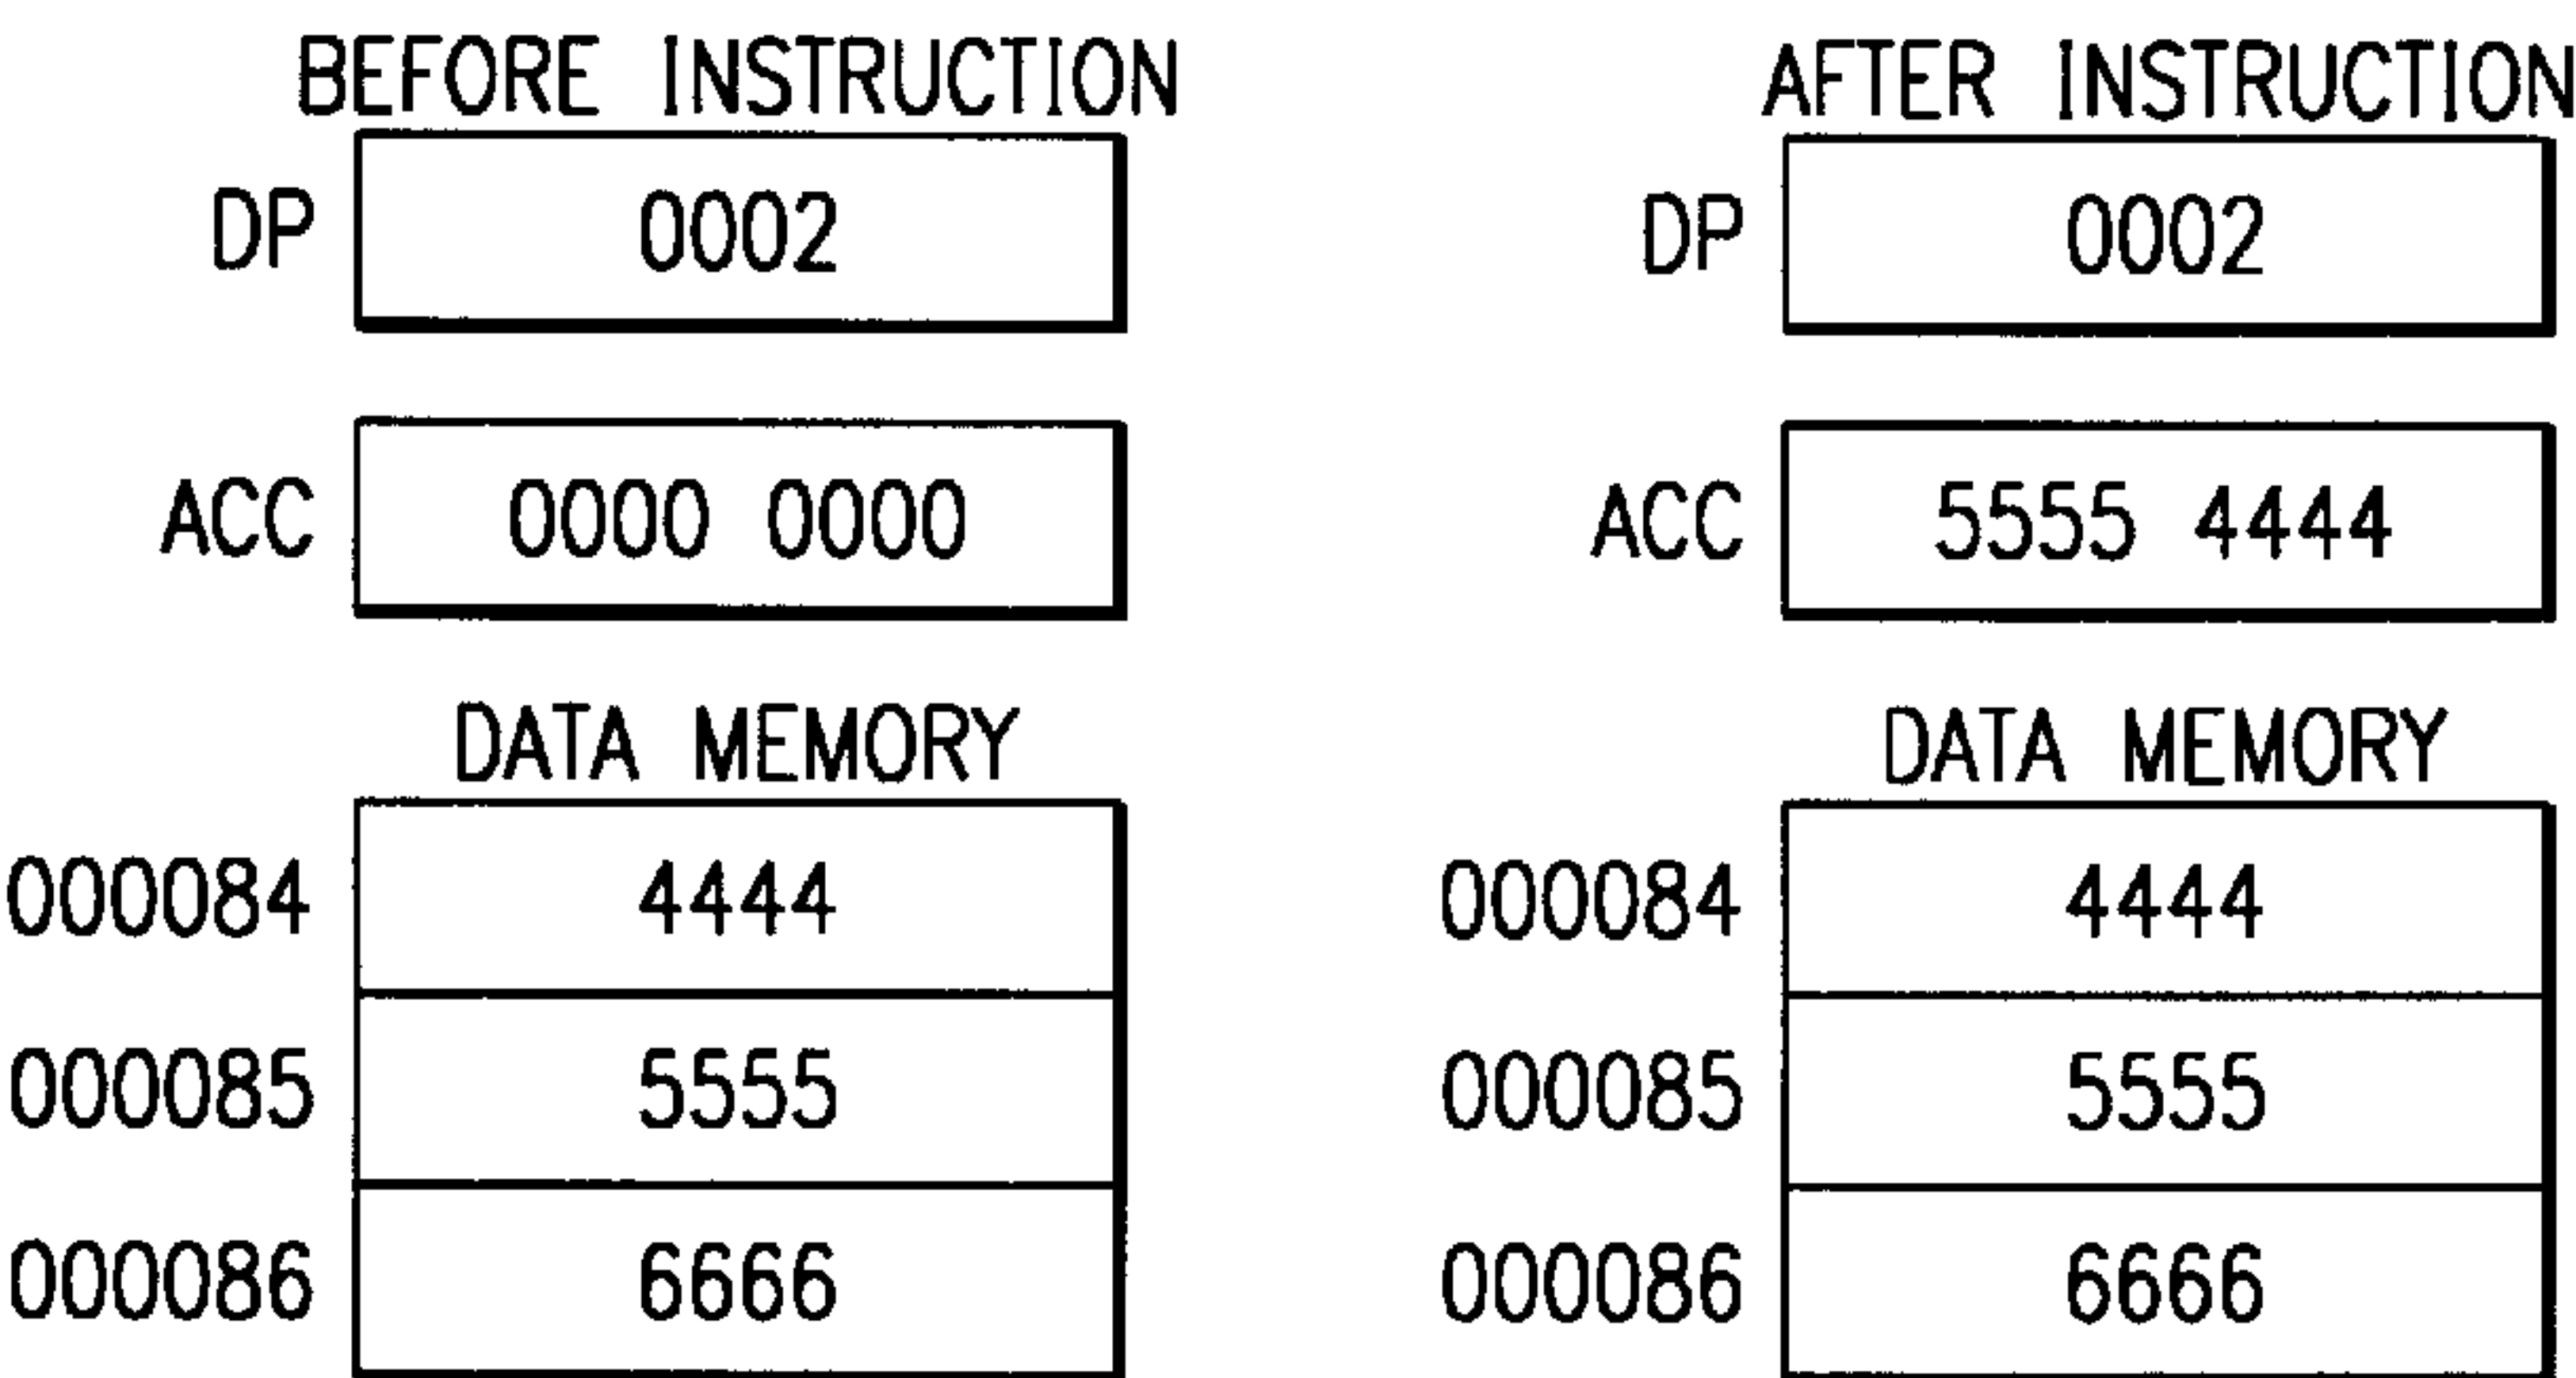 BEFORE INSTRUCTION
DP 0002
ACC 0000 0000
DATA MEMORY
000084 4444
000085 5555
000086 6666
AFTER INSTRUCTION
DP 0002
ACC 5555 4444
DATA MEMORY
000084 4444
000085 5555
000086 6666